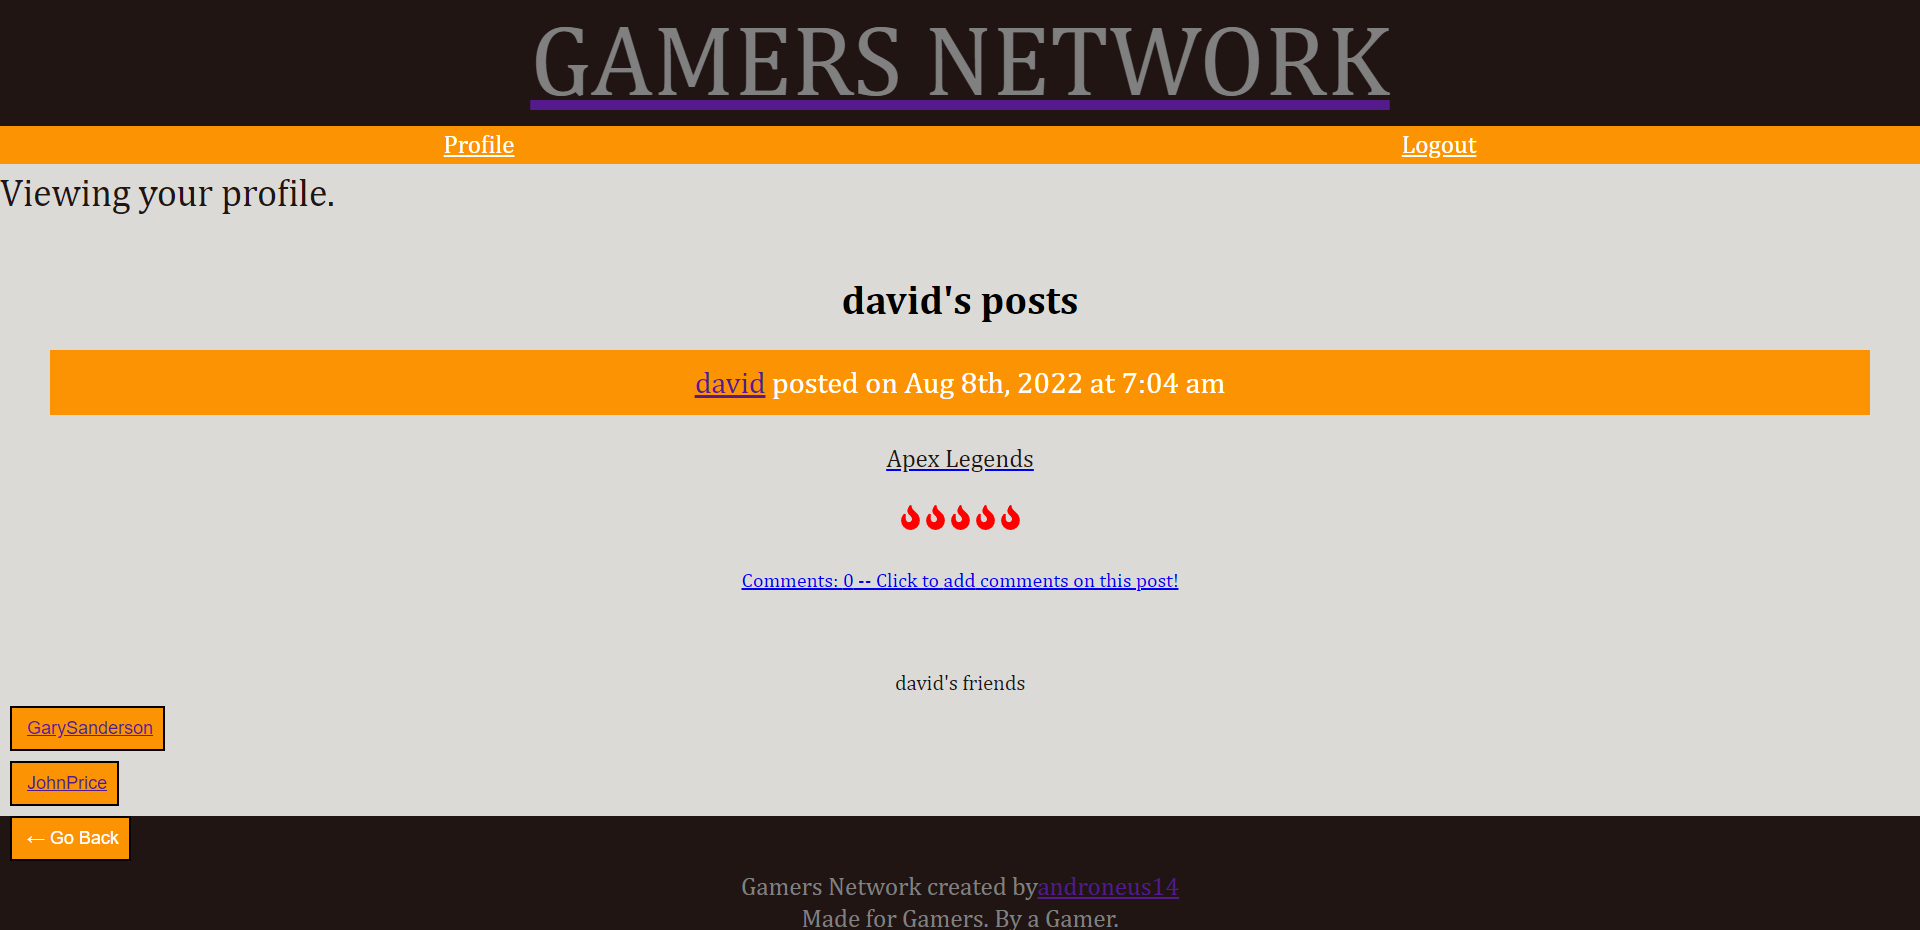 GAMERS NETWORK
Profile
Logout
Viewing your profile.
david's posts
david posted on Aug 8th, 2022 at 7:04 am
Apex Legends
Comments: 0 -- Click to add comments on this post!
david's friends
GarySanderson
JohnPrice
← Go Back
Gamers Network created byandroneus14
Made for Gamers. By a Gamer.